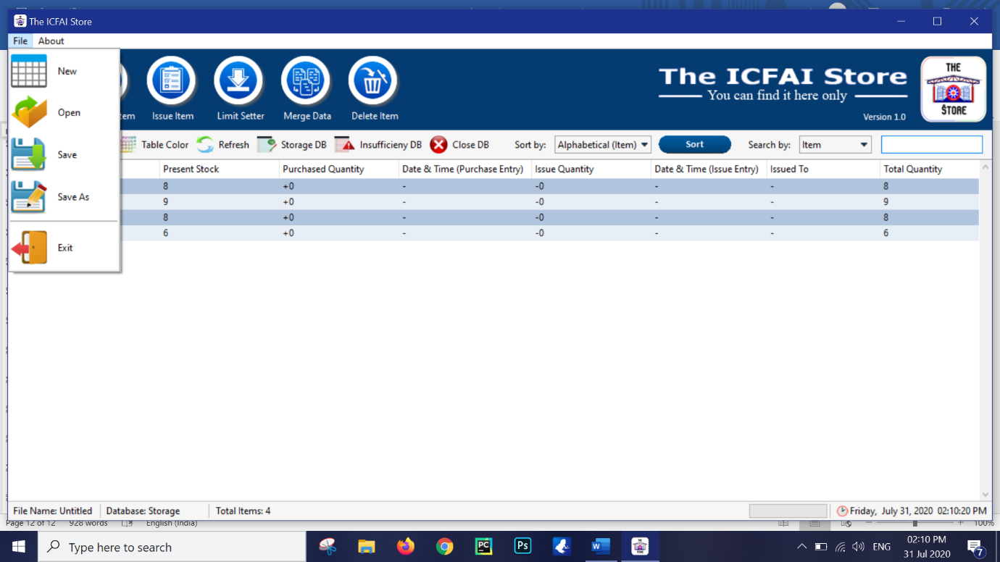 The ICFAI Store
File About
New
Open
Save
Save As
Exit
tem Issue Item Limit Setter Merge Data Delete Item
The ICFAI Store
You can find it here only
Version 1.0
THE
STORE
Table Color Refresh Storage DB Insufficieny DB Close DB Sort by: Alphabetical (Item) Sort Search by: Item
Present Stock Purchased Quantity Date & Time (Purchase Entry) Issue Quantity Date & Time (Issue Entry) Issued To Total Quantity
8 +0 - -0 - - 8
9 +0 - -0 - - 9
8 +0 - -0 - - 8
6 +0 - -0 - - 6
File Name: Untitled Database: Storage Total Items: 4 Friday, July 31, 2020 02:10:20 PM
Page 12 of 12 928 words English (India) 100%
Type here to search
PC
Ps
W
ENG
02:10 PM
31 Jul 2020
7